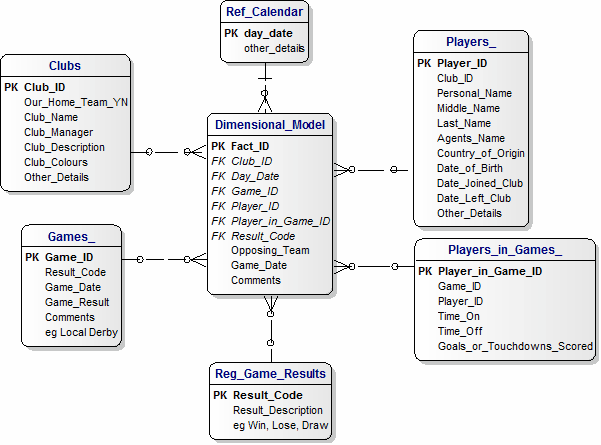 Ref_Calendar
PK day_date
other_details
Clubs
PK Club_ID
Our_Home_Team_YN
Club_Name
Club_Manager
Club_Description
Club_Colours
Other_Details
Dimensional_Model
PK Fact_ID
FK Club_ID
FK Day_Date
FK Game_ID
FK Player_ID
FK Player_in_Game_ID
FK Result_Code
Opposing_Team
Game_Date
Comments
Players_
PK Player_ID
Club_ID
Personal_Name
Middle_Name
Last_Name
Agents_Name
Country_of_Origin
Date_of_Birth
Date_Joined_Club
Date_Left_Club
Other_Details
Games_
PK Game_ID
Result_Code
Game_Date
Game_Result
Comments
eg Local Derby
Players_in_Games_
PK Player_in_Game_ID
Game_ID
Player_ID
Time_On
Time_Off
Goals_or_Touchdowns_Scored
Reg_Game_Results
PK Result_Code
Result_Description
eg Win, Lose, Draw